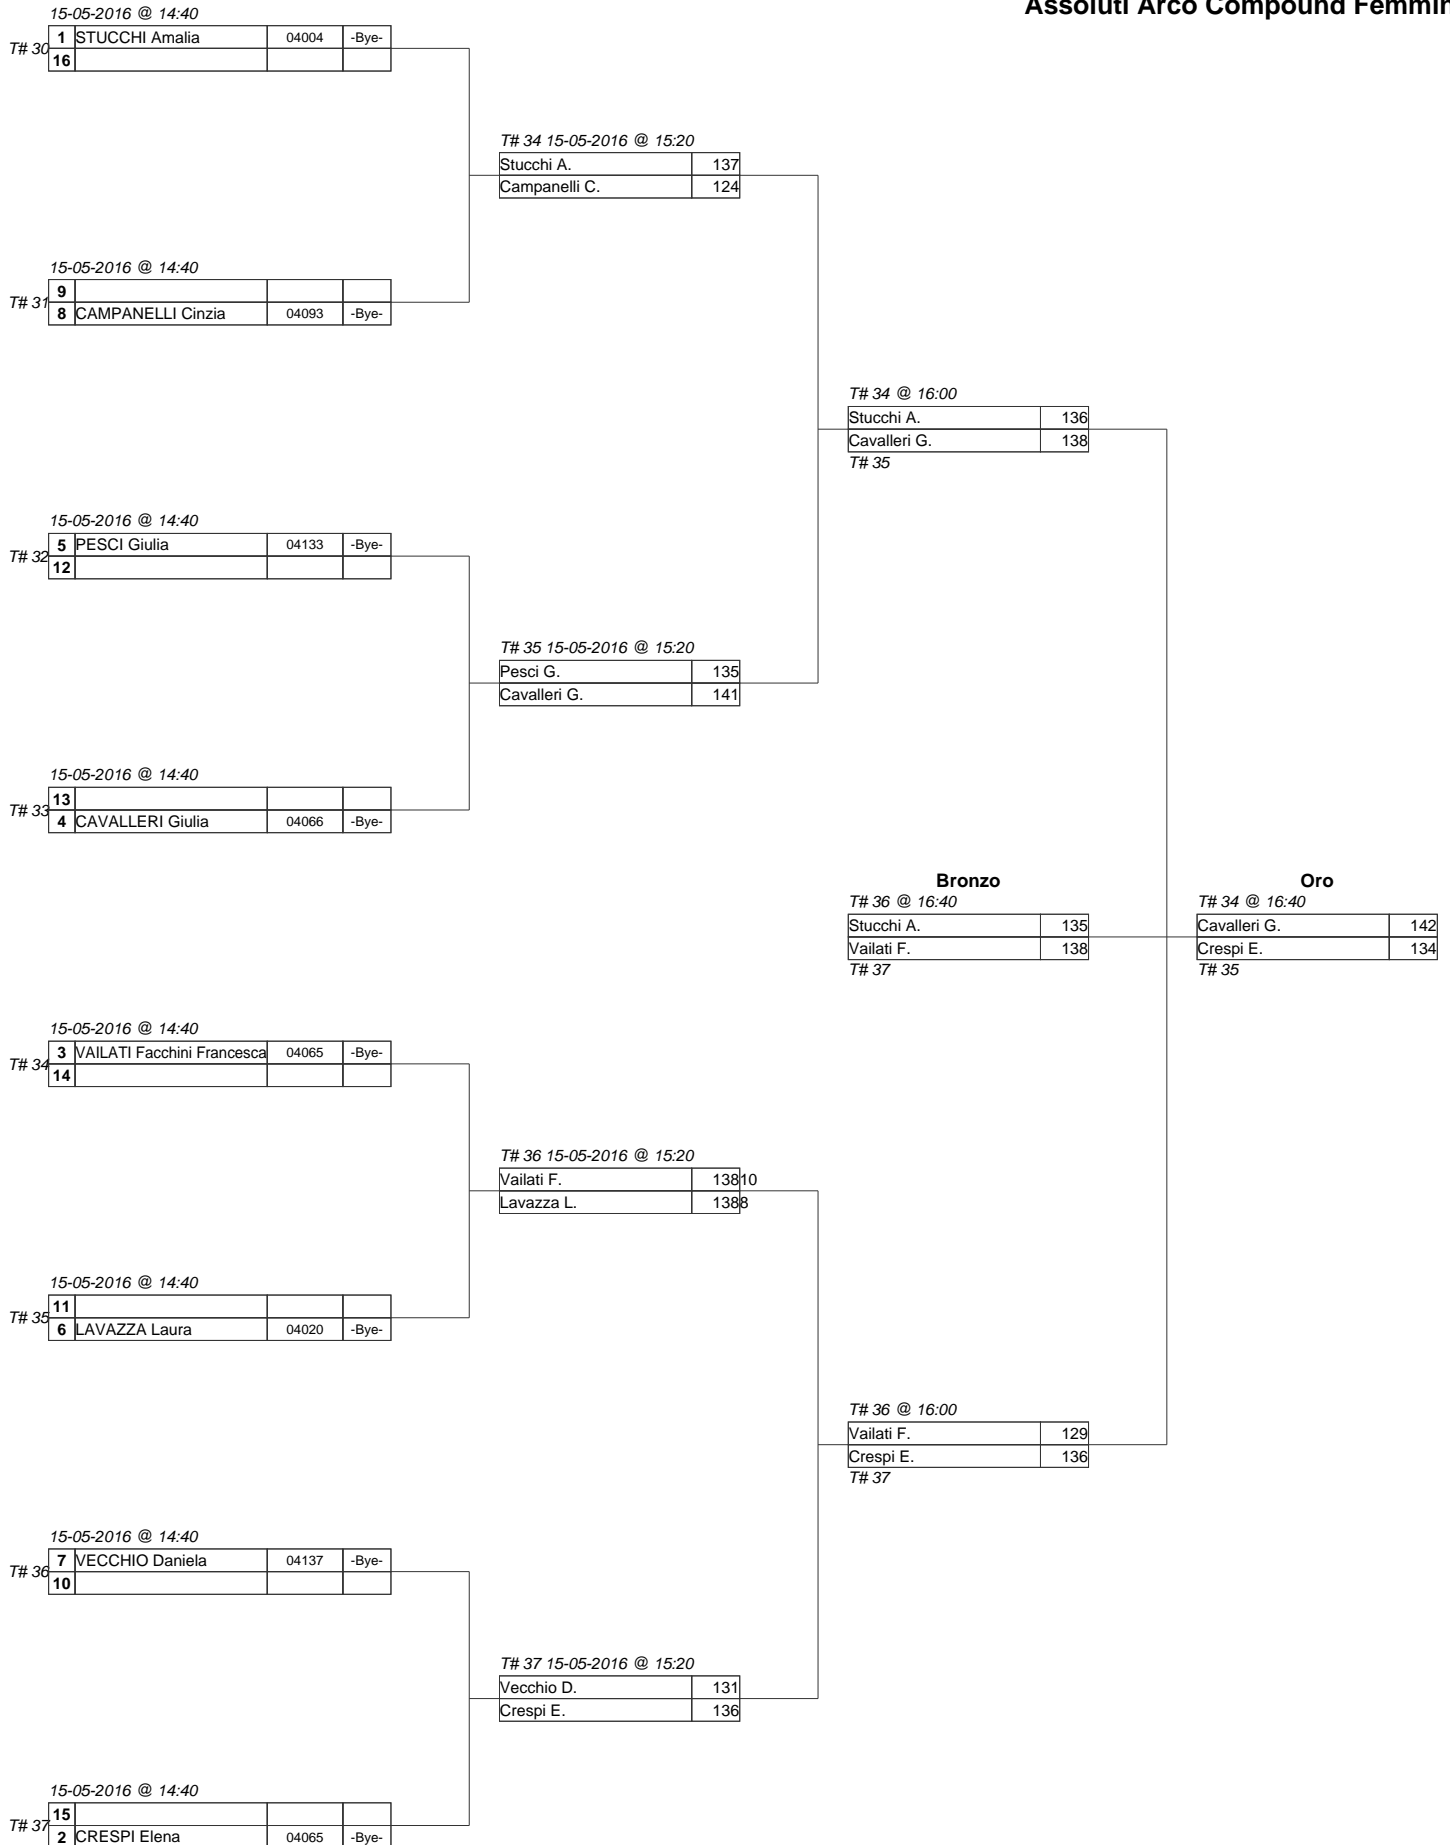 Assoluti Arco Compound Femmin
15-05-2016 @ 14:40
T# 30
1 STUCCHI Amalia 04004 -Bye-
16
T# 34 15-05-2016 @ 15:20
Stucchi A. 137
Campanelli C. 124
15-05-2016 @ 14:40
T# 31
9
8 CAMPANELLI Cinzia 04093 -Bye-
T# 34 @ 16:00
Stucchi A. 136
Cavalleri G. 138
T# 35
15-05-2016 @ 14:40
T# 32
5 PESCI Giulia 04133 -Bye-
12
T# 35 15-05-2016 @ 15:20
Pesci G. 135
Cavalleri G. 141
15-05-2016 @ 14:40
T# 33
13
4 CAVALLERI Giulia 04066 -Bye-
Bronzo
T# 36 @ 16:40
Stucchi A. 135
Vailati F. 138
T# 37
Oro
T# 34 @ 16:40
Cavalleri G. 142
Crespi E. 134
T# 35
15-05-2016 @ 14:40
T# 34
3 VAILATI Facchini Francesca 04065 -Bye-
14
T# 36 15-05-2016 @ 15:20
Vailati F. 138 10
Lavazza L. 138 8
15-05-2016 @ 14:40
T# 35
11
6 LAVAZZA Laura 04020 -Bye-
T# 36 @ 16:00
Vailati F. 129
Crespi E. 136
T# 37
15-05-2016 @ 14:40
T# 36
7 VECCHIO Daniela 04137 -Bye-
10
T# 37 15-05-2016 @ 15:20
Vecchio D. 131
Crespi E. 136
15-05-2016 @ 14:40
T# 37
15
2 CRESPI Elena 04065 -Bye-